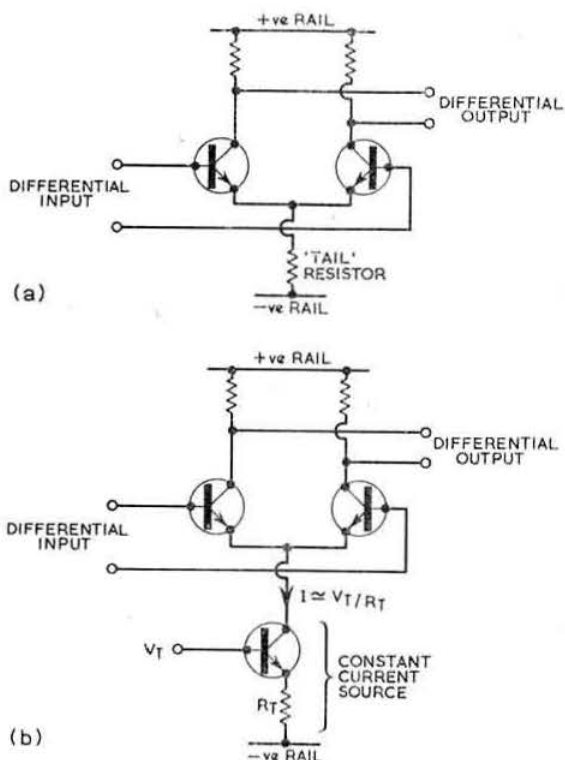 +ve RAIL
DIFFERENTIAL
OUTPUT
DIFFERENTIAL
INPUT
'TAIL'
RESISTOR
(a)
−ve RAIL
+ve RAIL
DIFFERENTIAL
OUTPUT
DIFFERENTIAL
INPUT
I≃VT/RT
VT
CONSTANT
CURRENT
SOURCE
RT
(b)
−ve RAIL